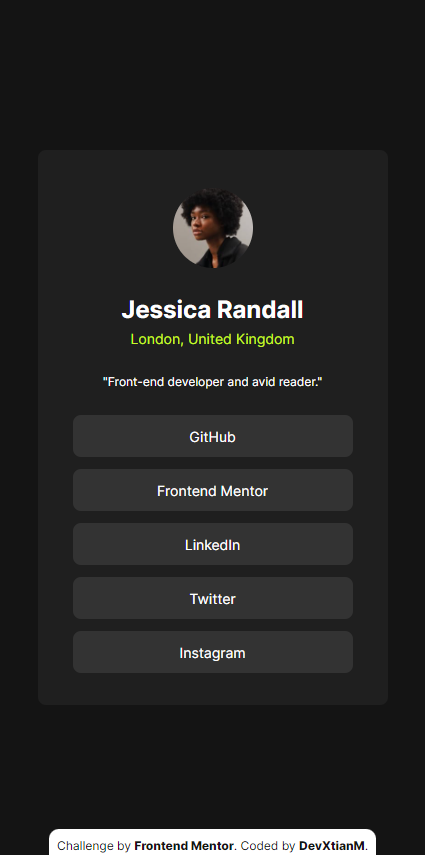 Jessica Randall
London, United Kingdom
"Front-end developer and avid reader."
GitHub
Frontend Mentor
LinkedIn
Twitter
Instagram
Challenge by Frontend Mentor. Coded by DevXtianM.